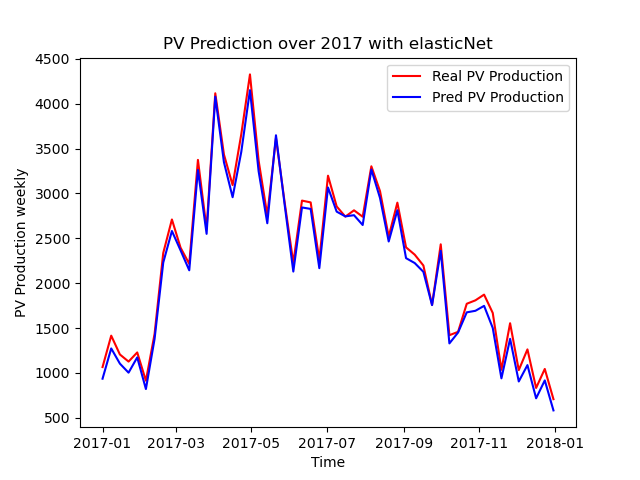 PV Prediction over 2017 with elasticNet
Real PV Production
Pred PV Production
PV Production weekly
4500
4000
3500
3000
2500
2000
1500
1000
500
2017-01 2017-03 2017-05 2017-07 2017-09 2017-11 2018-01
Time